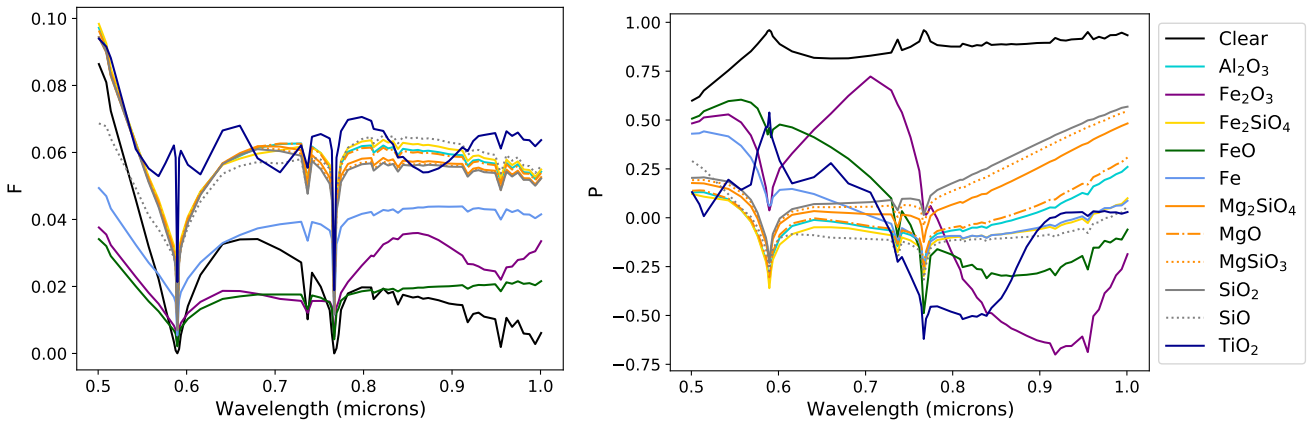 F
0.10
0.08
0.06
0.04
0.02
0.00
0.5 0.6 0.7 0.8 0.9 1.0
Wavelength (microns)
P
1.00
0.75
0.50
0.25
0.00
−0.25
−0.50
−0.75
0.5 0.6 0.7 0.8 0.9 1.0
Wavelength (microns)
Clear
Al₂O₃
Fe₂O₃
Fe₂SiO₄
FeO
Fe
Mg₂SiO₄
MgO
MgSiO₃
SiO₂
SiO
TiO₂